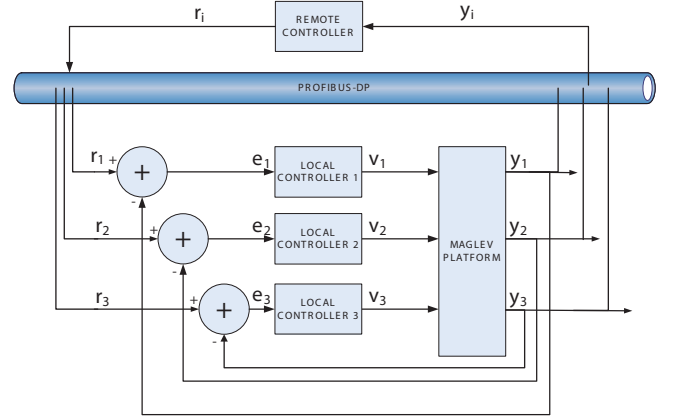 r_i
REMOTE
CONTROLLER
y_i
PROFIBUS-DP
r_1
+
+
-
e_1
LOCAL
CONTROLLER 1
v_1
y_1
r_2
+
+
-
e_2
LOCAL
CONTROLLER 2
v_2
MAGLEV
PLATFORM
y_2
r_3
+
+
-
e_3
LOCAL
CONTROLLER 3
v_3
y_3